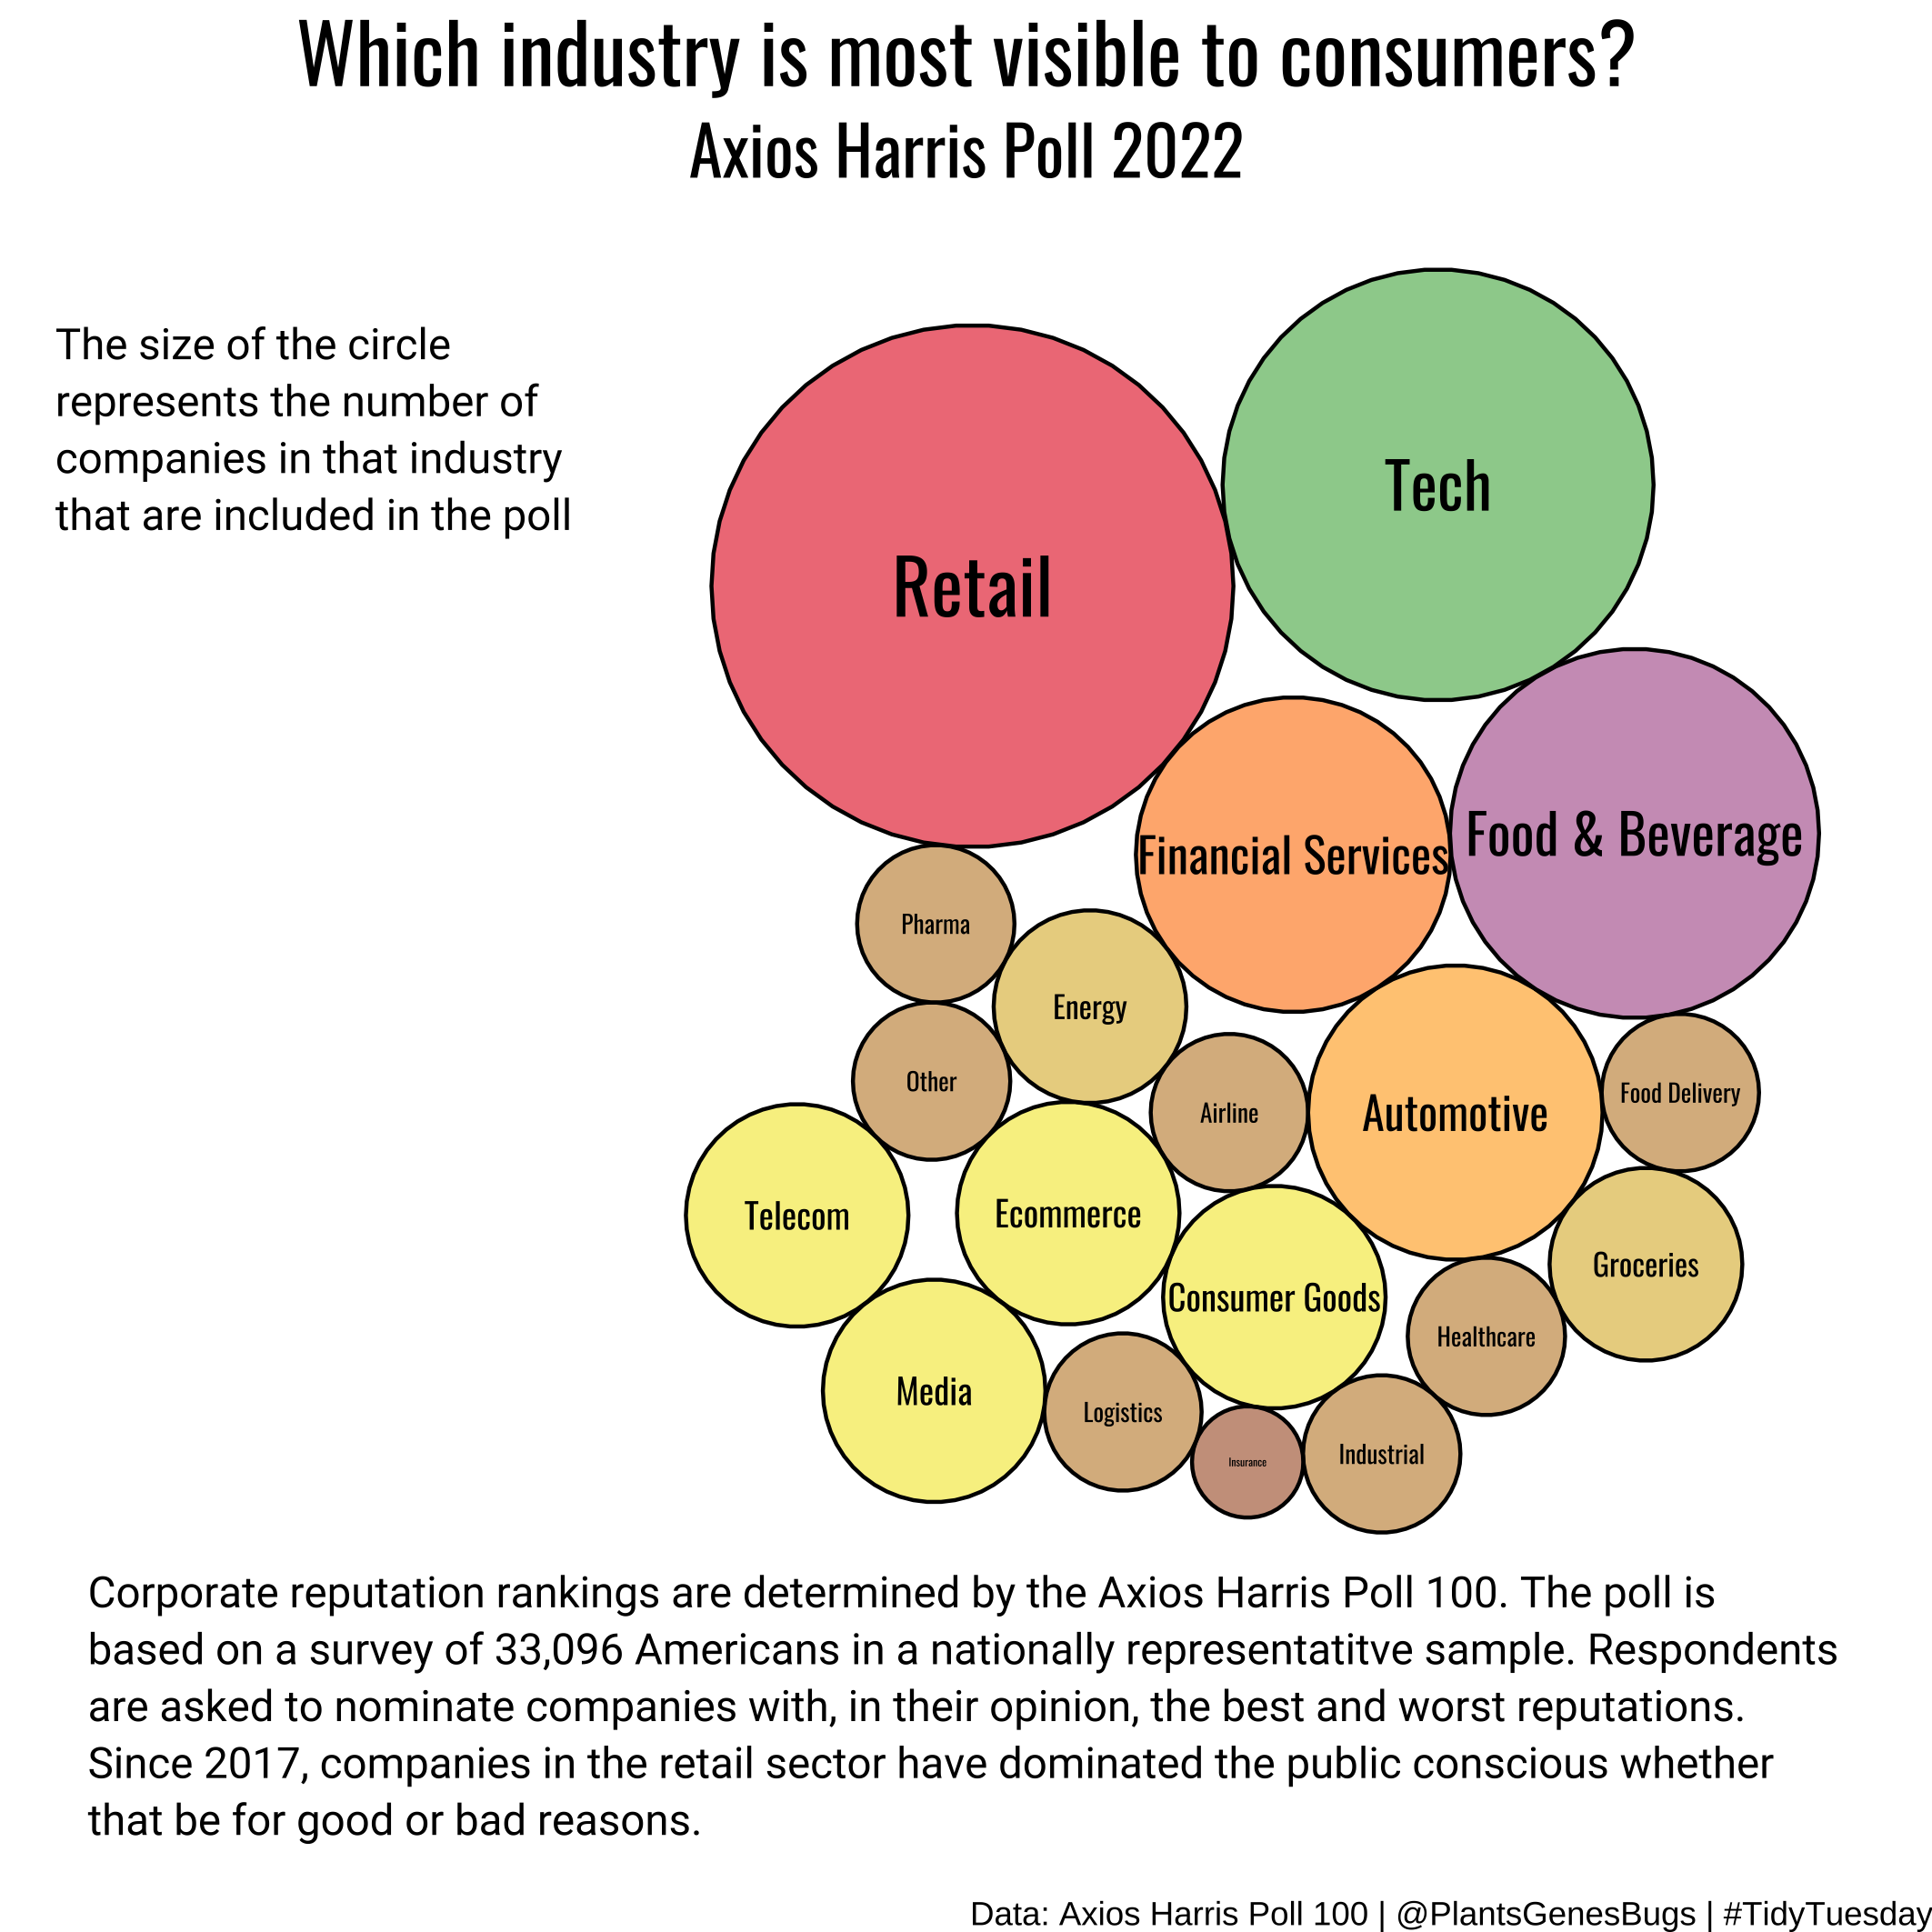 Which industry is most visible to consumers?
Axios Harris Poll 2022
The size of the circle
represents the number of
companies in that industry
that are included in the poll
Tech
Retail
Food & Beverage
Financial Services
Pharma
Energy
Other
Airline
Automotive
Food Delivery
Telecom
Ecommerce
Groceries
Consumer Goods
Healthcare
Media
Logistics
Industrial
Insurance
Corporate reputation rankings are determined by the Axios Harris Poll 100. The poll is
based on a survey of 33,096 Americans in a nationally representatitve sample. Respondents
are asked to nominate companies with, in their opinion, the best and worst reputations.
Since 2017, companies in the retail sector have dominated the public conscious whether
that be for good or bad reasons.
Data: Axios Harris Poll 100 | @PlantsGenesBugs | #TidyTuesday